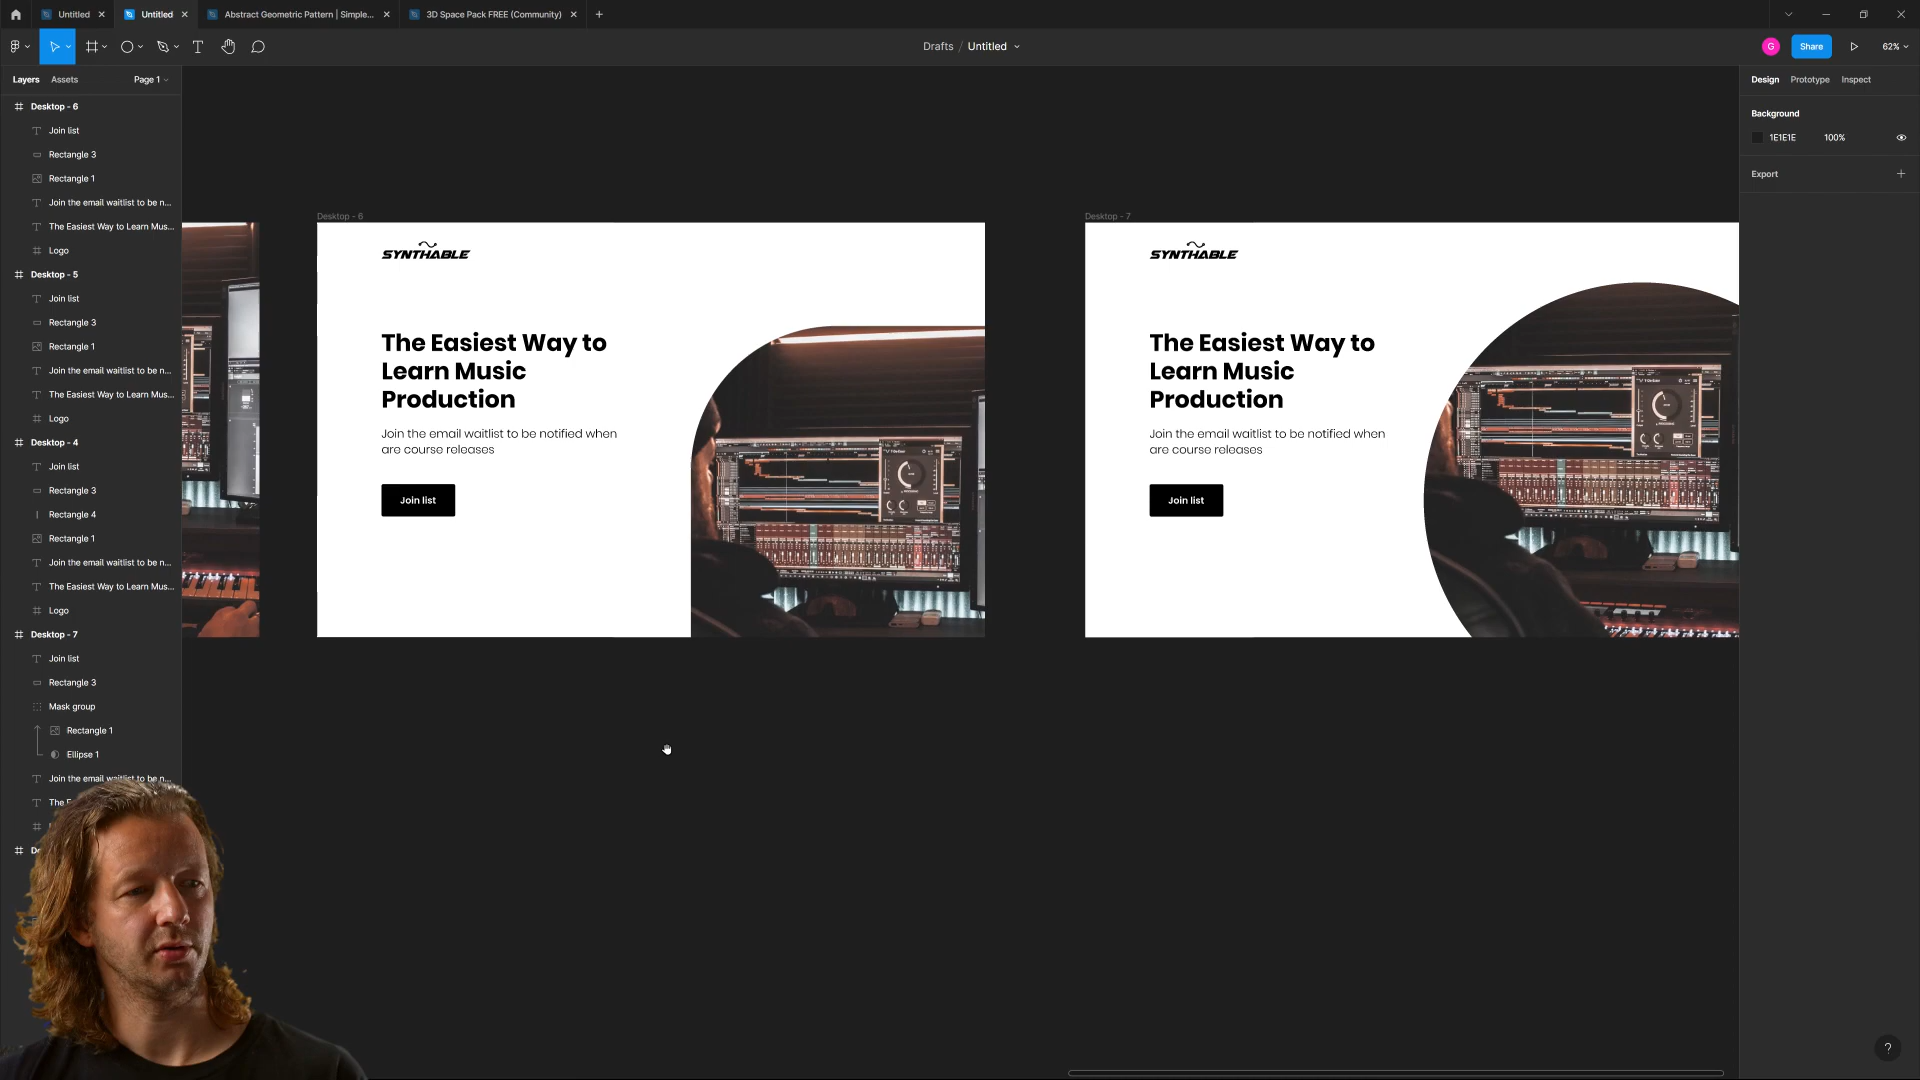 Untitled
Untitled
Abstract Geometric Pattern | Simple...
3D Space Pack FREE (Community)
Drafts / Untitled
G
Share
62%
Layers
Assets
Page 1
Design
Prototype
Inspect
Background
1E1E1E
100%
Export
Desktop - 6
Join list
Rectangle 3
Rectangle 1
Join the email waitlist to be n...
The Easiest Way to Learn Mus...
Logo
Desktop - 5
Join list
Rectangle 3
Rectangle 1
Join the email waitlist to be n...
The Easiest Way to Learn Mus...
Logo
Desktop - 4
Join list
Rectangle 3
Rectangle 4
Rectangle 1
Join the email waitlist to be n...
The Easiest Way to Learn Mus...
Logo
Desktop - 7
Join list
Rectangle 3
Mask group
Rectangle 1
Ellipse 1
Join the email waitlist to be n...
Desktop - 6
SYNTHABLE
The Easiest Way to
Learn Music
Production
Join the email waitlist to be notified when
are course releases
Join list
Desktop - 7
SYNTHABLE
The Easiest Way to
Learn Music
Production
Join the email waitlist to be notified when
are course releases
Join list
?